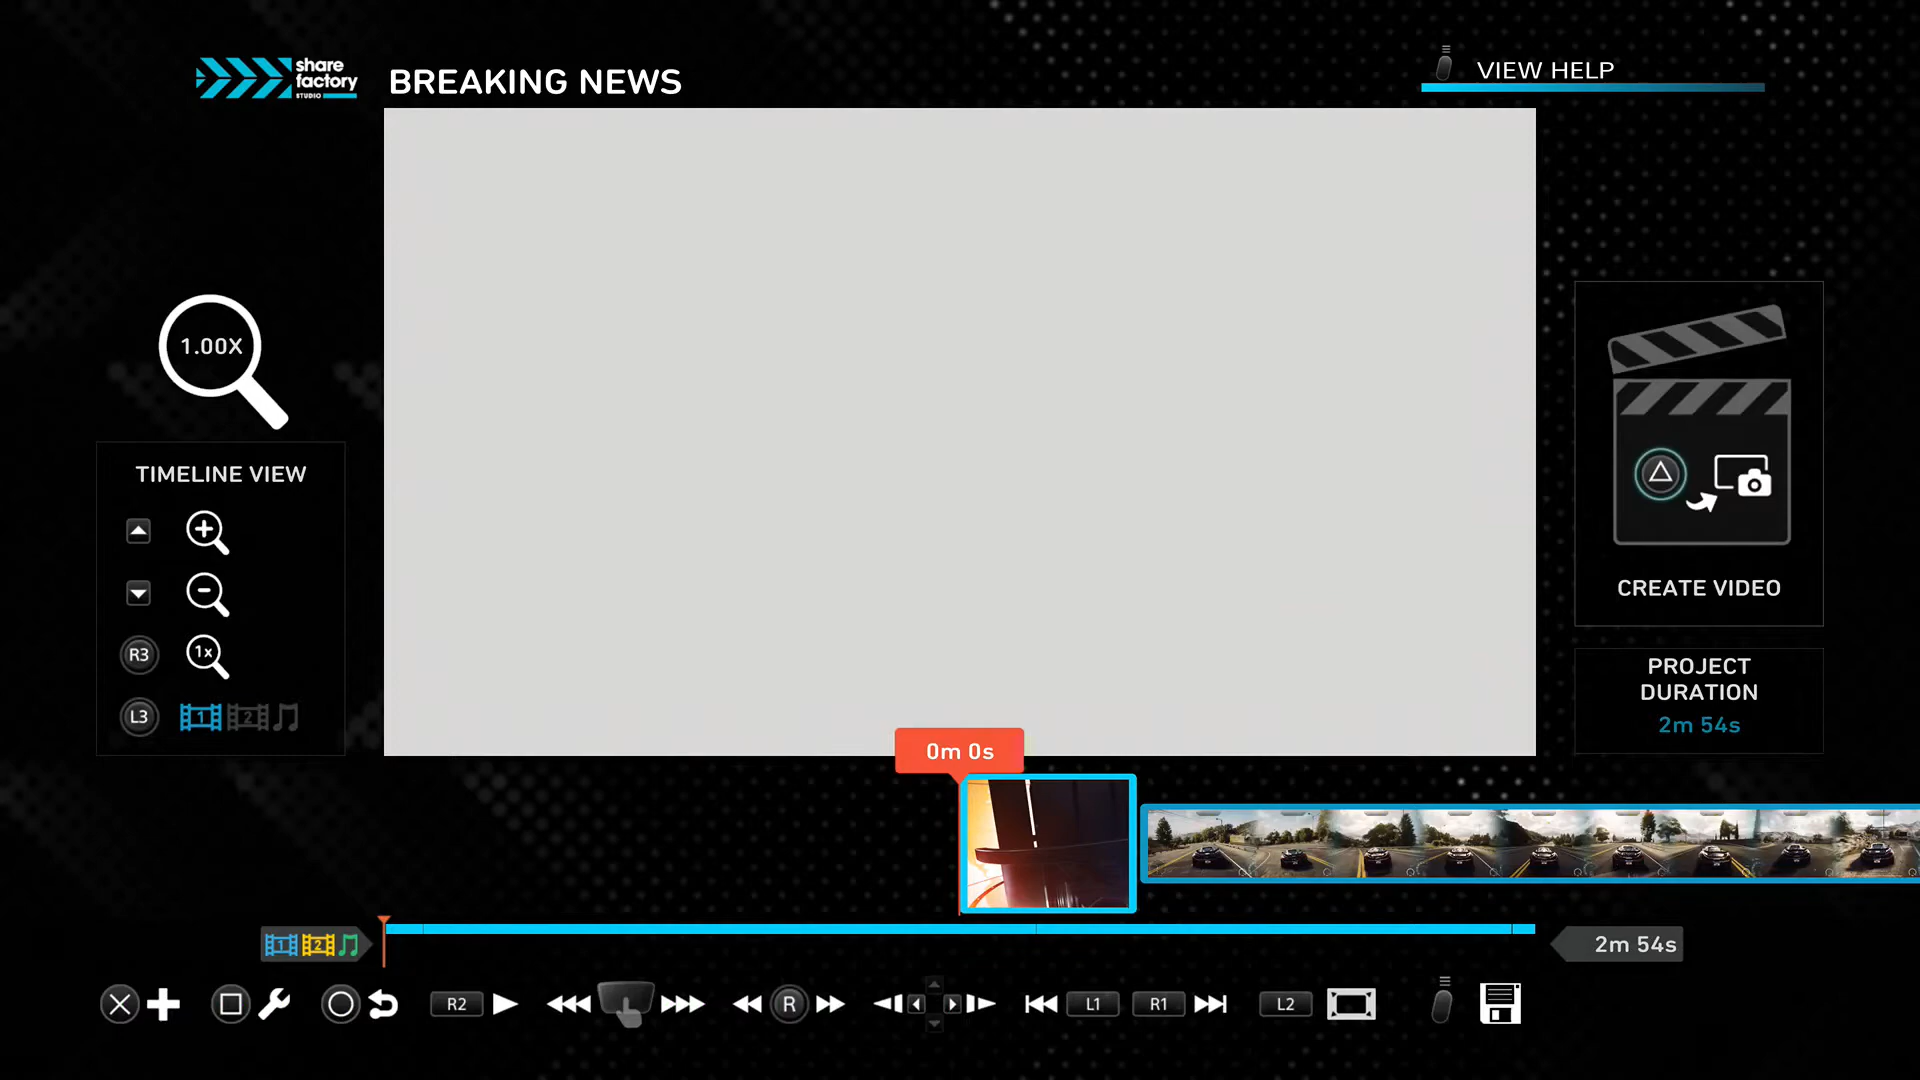 share
factory
STUDIO
BREAKING NEWS
VIEW HELP
1.00X
TIMELINE VIEW
R3
1x
L3
1
2
CREATE VIDEO
PROJECT
DURATION
2m 54s
0m 0s
1
2
2m 54s
R2
R
L1
R1
L2